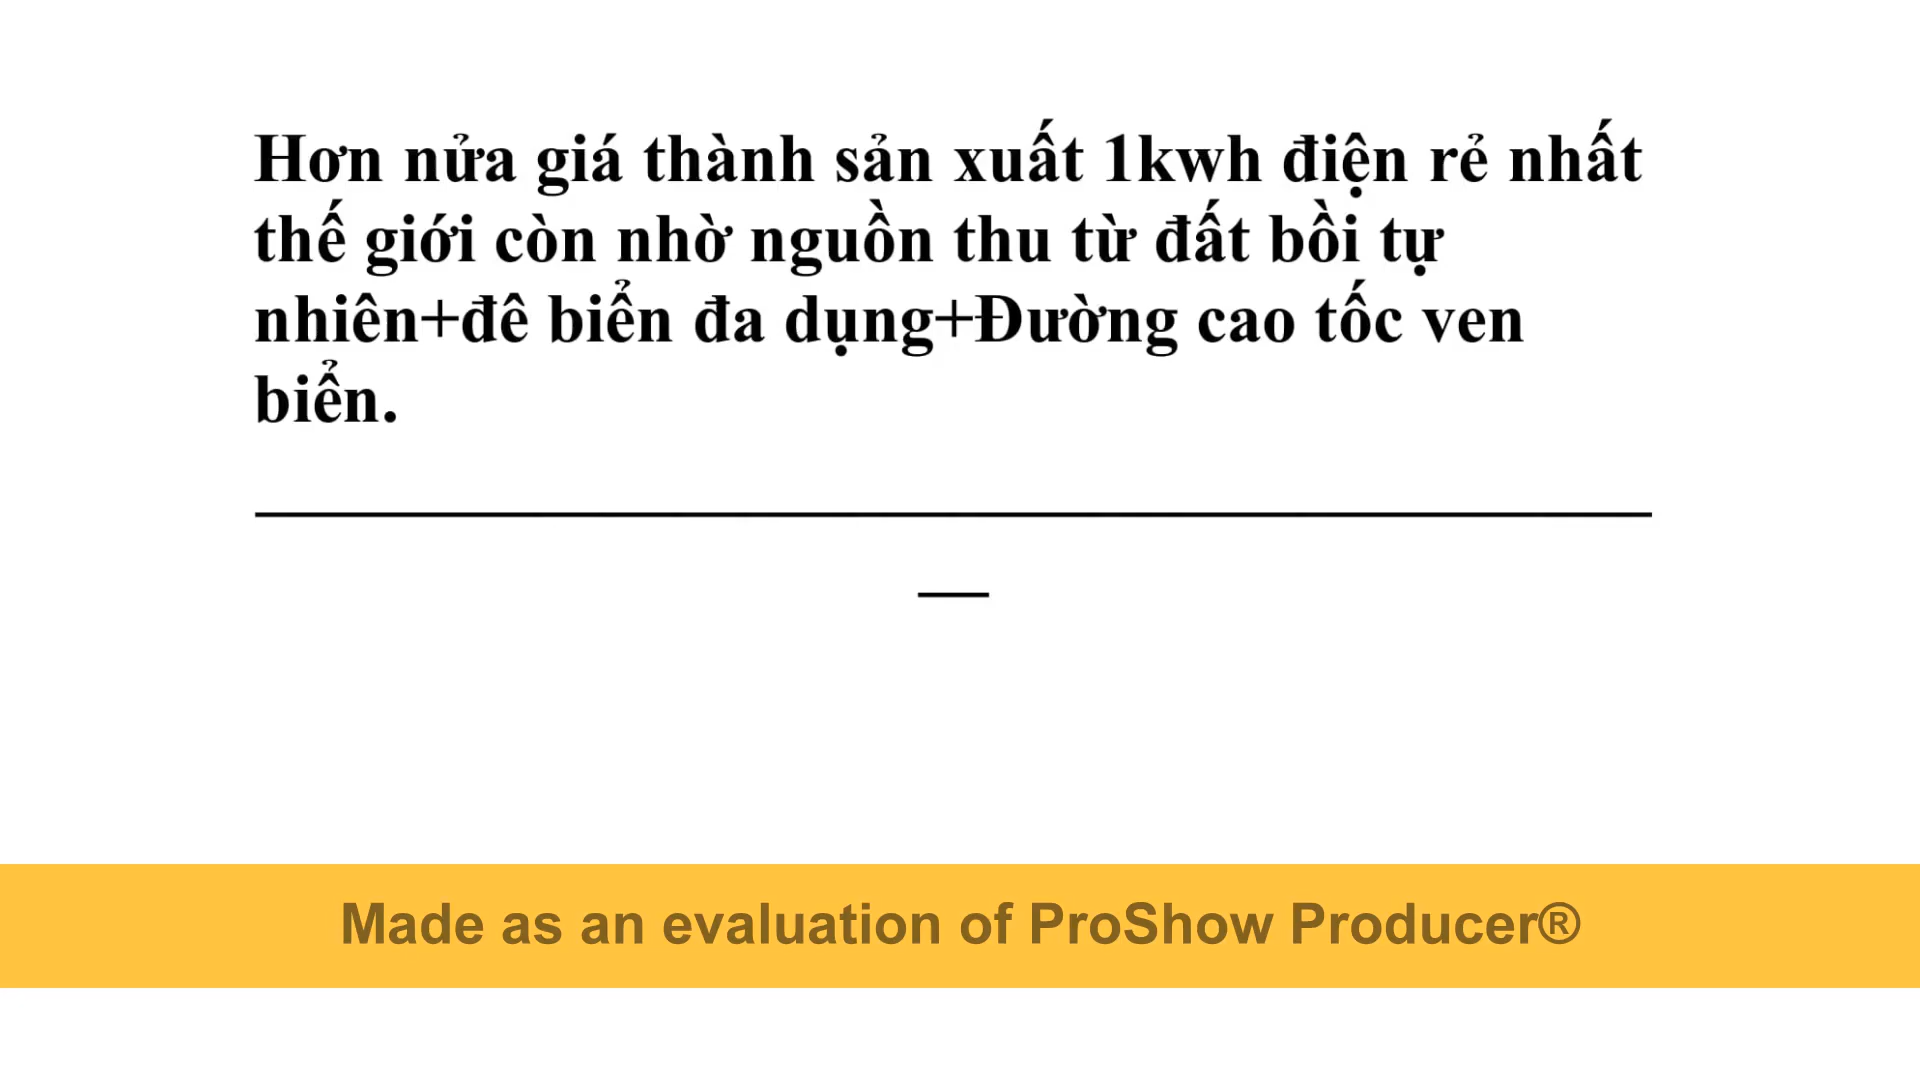 Hơn nửa giá thành sản xuất 1kwh điện rẻ nhất
thế giới còn nhờ nguồn thu từ đất bồi tự
nhiên+đê biển đa dụng+Đường cao tốc ven
biển.
Made as an evaluation of ProShow Producer®